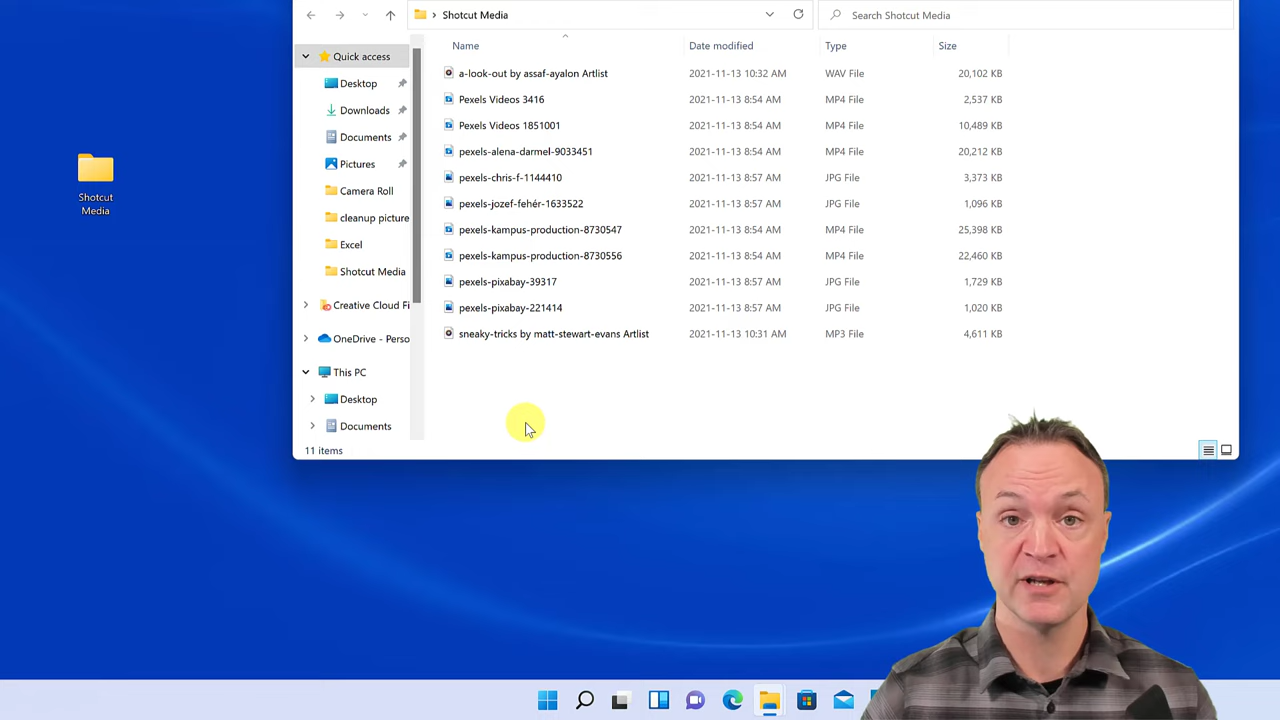 Shotcut Media
Search Shotcut Media
Name Date modified Type Size
Quick access
Desktop
Downloads
Documents
Pictures
Camera Roll
cleanup picture
Excel
Shotcut Media
Creative Cloud Fi
OneDrive - Perso
This PC
Desktop
Documents
a-look-out by assaf-ayalon Artlist 2021-11-13 10:32 AM WAV File 20,102 KB
Pexels Videos 3416 2021-11-13 8:54 AM MP4 File 2,537 KB
Pexels Videos 1851001 2021-11-13 8:54 AM MP4 File 10,489 KB
pexels-alena-darmel-9033451 2021-11-13 8:54 AM MP4 File 20,212 KB
pexels-chris-f-1144410 2021-11-13 8:57 AM JPG File 3,373 KB
pexels-jozef-fehér-1633522 2021-11-13 8:57 AM JPG File 1,096 KB
pexels-kampus-production-8730547 2021-11-13 8:54 AM MP4 File 25,398 KB
pexels-kampus-production-8730556 2021-11-13 8:54 AM MP4 File 22,460 KB
pexels-pixabay-39317 2021-11-13 8:57 AM JPG File 1,729 KB
pexels-pixabay-221414 2021-11-13 8:57 AM JPG File 1,020 KB
sneaky-tricks by matt-stewart-evans Artlist 2021-11-13 10:31 AM MP3 File 4,611 KB
11 items
Shotcut
Media